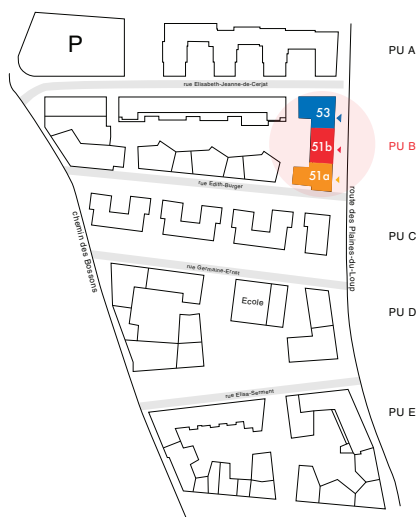 P
PU A
rue Elisabeth-Jeanne-de-Cerjat
53
51b
PU B
51a
rue Edith-Burger
route des Plaines-du-Loup
chemin des Bossons
PU C
rue Germaine-Ernst
Ecole
PU D
rue Elisa-Serment
PU E